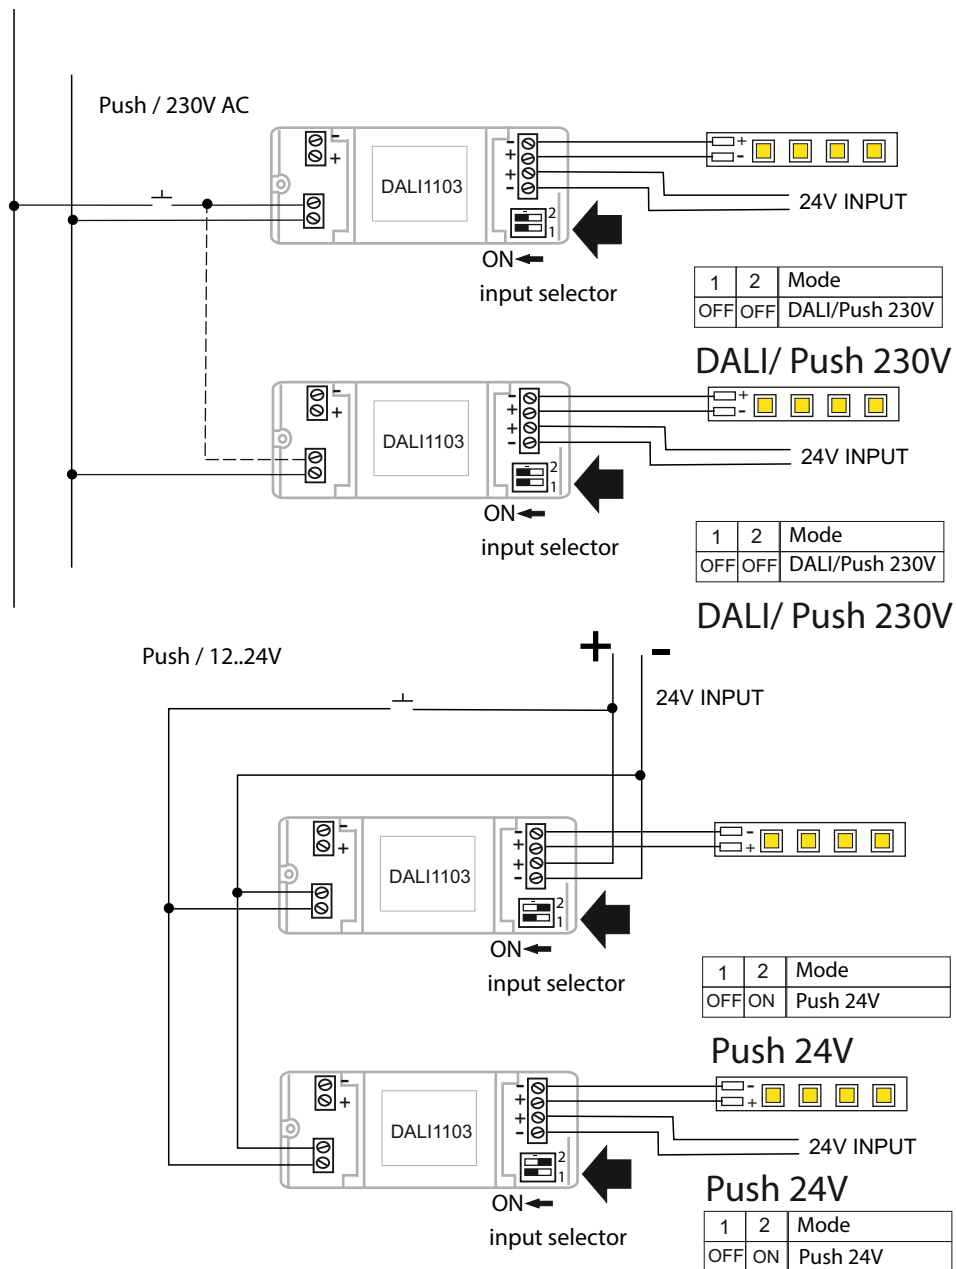 Push / 230V AC
-
+
DALI1103
-
+
+
-
+
-
24V INPUT
2
1
ON
input selector
1 2 Mode
OFF OFF DALI/Push 230V
DALI/ Push 230V
-
+
DALI1103
-
+
+
-
+
-
24V INPUT
2
1
ON
input selector
1 2 Mode
OFF OFF DALI/Push 230V
DALI/ Push 230V
Push / 12..24V
+ -
24V INPUT
-
+
DALI1103
-
+
+
-
-
+
2
1
ON
input selector
1 2 Mode
OFF ON Push 24V
Push 24V
-
+
DALI1103
-
+
+
-
-
+
24V INPUT
2
1
ON
input selector
Push 24V
1 2 Mode
OFF ON Push 24V